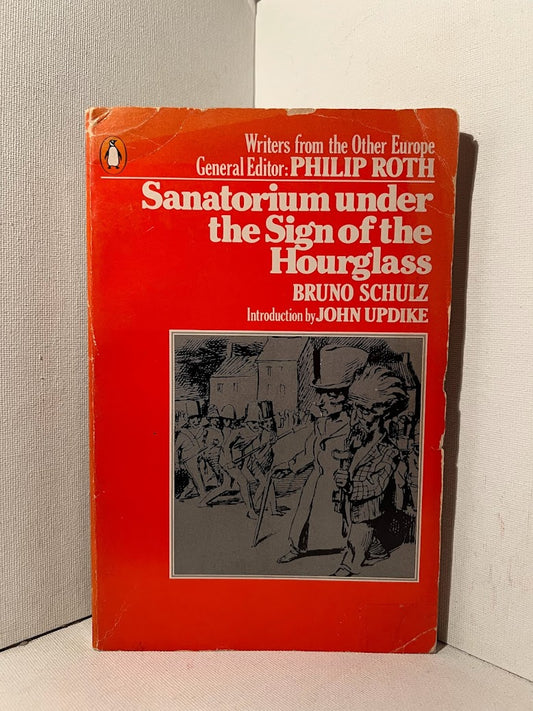 Writers from the Other Europe
General Editor: PHILIP ROTH
Sanatorium under
the Sign of the
Hourglass
BRUNO SCHULZ
Introduction by JOHN UPDIKE